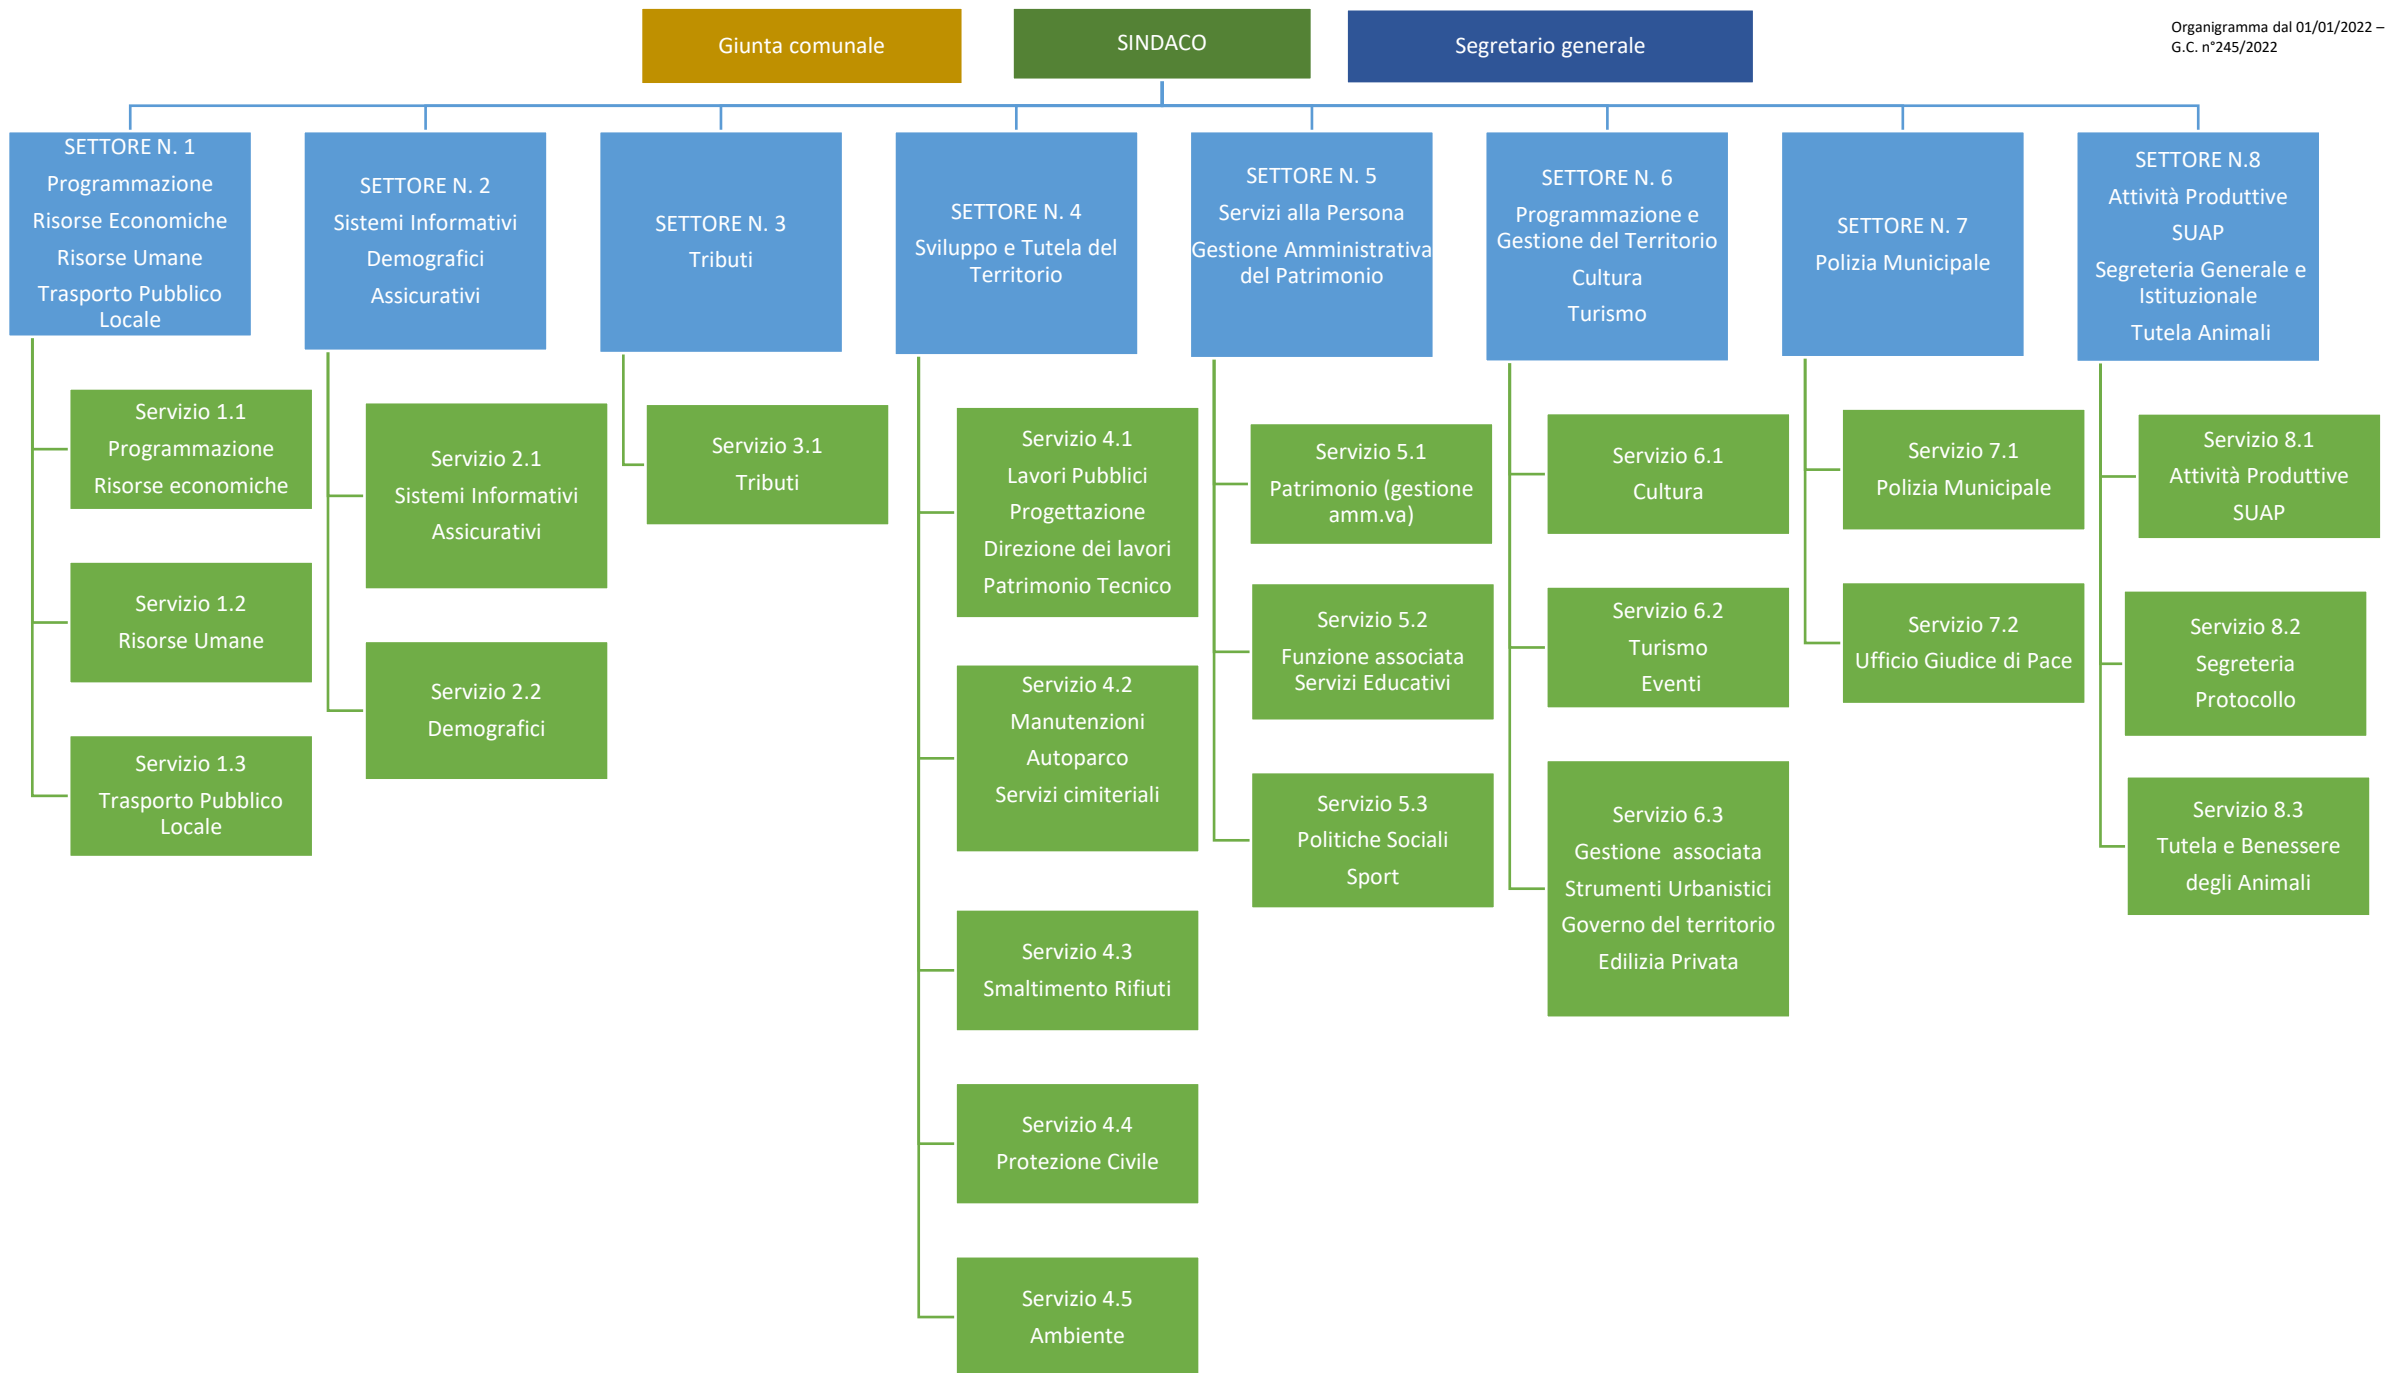 Giunta comunale
SINDACO
Segretario generale
Organigramma dal 01/01/2022 –
G.C. n°245/2022
SETTORE N. 1
Programmazione
Risorse Economiche
Risorse Umane
Trasporto Pubblico
Locale
SETTORE N. 2
Sistemi Informativi
Demografici
Assicurativi
SETTORE N. 3
Tributi
SETTORE N. 4
Sviluppo e Tutela del
Territorio
SETTORE N. 5
Servizi alla Persona
Gestione Amministrativa
del Patrimonio
SETTORE N. 6
Programmazione e
Gestione del Territorio
Cultura
Turismo
SETTORE N. 7
Polizia Municipale
SETTORE N.8
Attività Produttive
SUAP
Segreteria Generale e
Istituzionale
Tutela Animali
Servizio 1.1
Programmazione
Risorse economiche
Servizio 1.2
Risorse Umane
Servizio 1.3
Trasporto Pubblico
Locale
Servizio 2.1
Sistemi Informativi
Assicurativi
Servizio 2.2
Demografici
Servizio 3.1
Tributi
Servizio 4.1
Lavori Pubblici
Progettazione
Direzione dei lavori
Patrimonio Tecnico
Servizio 4.2
Manutenzioni
Autoparco
Servizi cimiteriali
Servizio 4.3
Smaltimento Rifiuti
Servizio 4.4
Protezione Civile
Servizio 4.5
Ambiente
Servizio 5.1
Patrimonio (gestione
amm.va)
Servizio 5.2
Funzione associata
Servizi Educativi
Servizio 5.3
Politiche Sociali
Sport
Servizio 6.1
Cultura
Servizio 6.2
Turismo
Eventi
Servizio 6.3
Gestione  associata
Strumenti Urbanistici
Governo del territorio
Edilizia Privata
Servizio 7.1
Polizia Municipale
Servizio 7.2
Ufficio Giudice di Pace
Servizio 8.1
Attività Produttive
SUAP
Servizio 8.2
Segreteria
Protocollo
Servizio 8.3
Tutela e Benessere
degli Animali